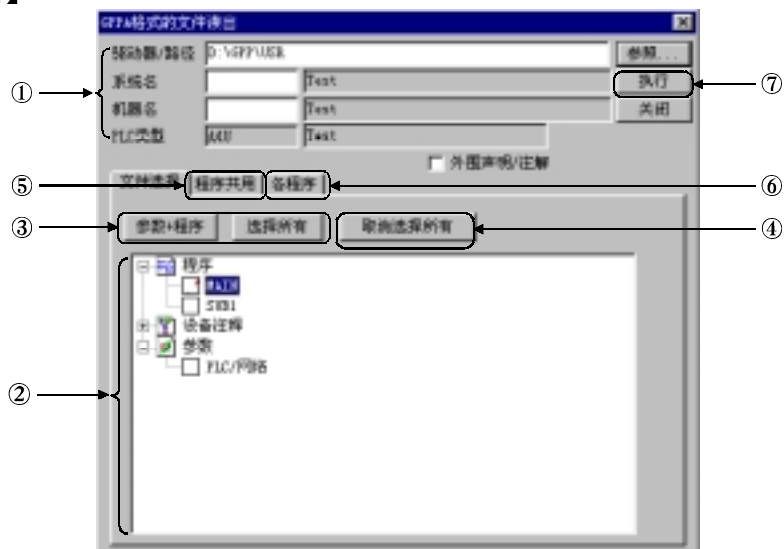 GPPA格式的文件读出
驱动器/路径 D:\GPP\USR 参照...
① 系统名 Test 执行 ⑦
机器名 Test 关闭
PLC类型 A4U Test
外围声明/注解
⑤ 文件选择 程序共用 各程序 ⑥
③ 参数+程序 选择所有 取消选择所有 ④
程序
MAIN
SUB1
设备注释
参数
② PLC/网络